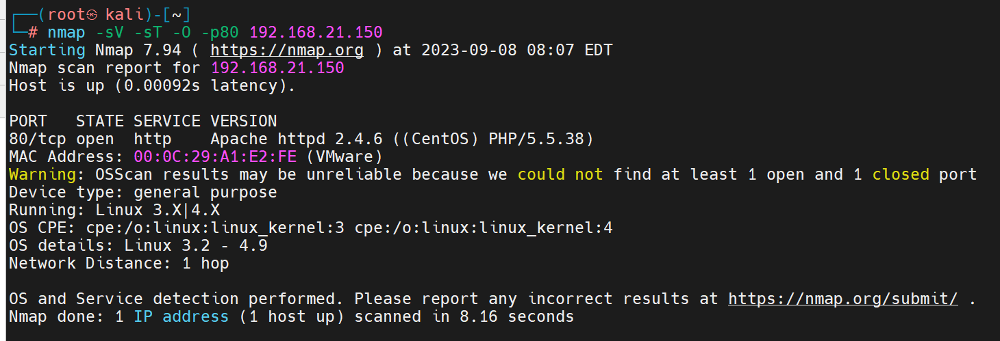 ┌──(root㉿ kali)-[~]
└─# nmap -sV -sT -O -p80 192.168.21.150
Starting Nmap 7.94 ( https://nmap.org ) at 2023-09-08 08:07 EDT
Nmap scan report for 192.168.21.150
Host is up (0.00092s latency).

PORT   STATE SERVICE VERSION
80/tcp open  http    Apache httpd 2.4.6 ((CentOS) PHP/5.5.38)
MAC Address: 00:0C:29:A1:E2:FE (VMware)
Warning: OSScan results may be unreliable because we could not find at least 1 open and 1 closed port
Device type: general purpose
Running: Linux 3.X|4.X
OS CPE: cpe:/o:linux:linux_kernel:3 cpe:/o:linux:linux_kernel:4
OS details: Linux 3.2 - 4.9
Network Distance: 1 hop

OS and Service detection performed. Please report any incorrect results at https://nmap.org/submit/ .
Nmap done: 1 IP address (1 host up) scanned in 8.16 seconds